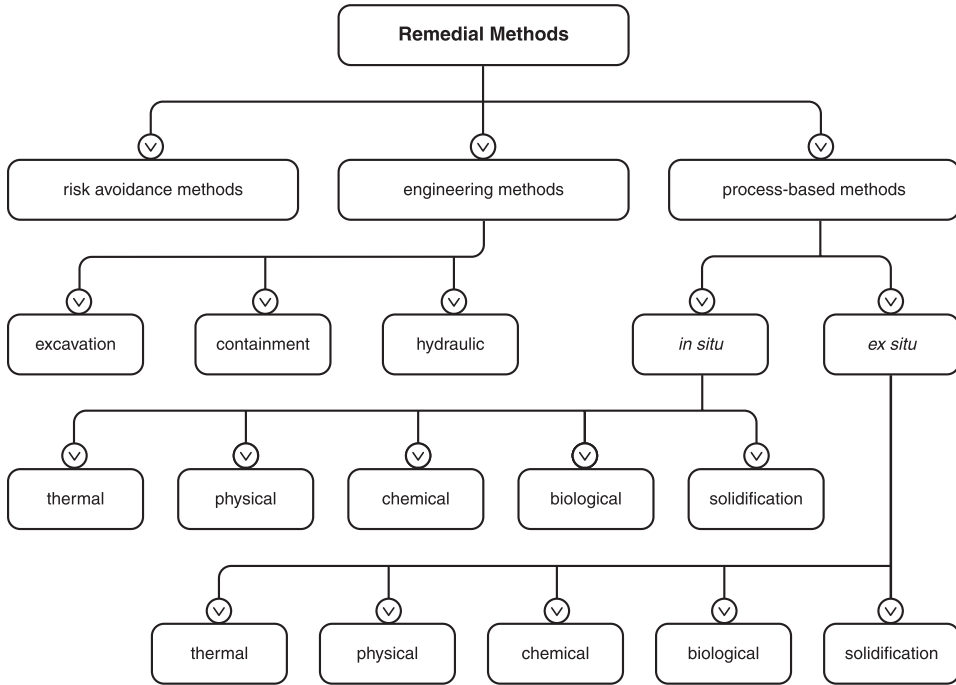 Remedial Methods
risk avoidance methods
engineering methods
process-based methods
excavation
containment
hydraulic
in situ
ex situ
thermal
physical
chemical
biological
solidification
thermal
physical
chemical
biological
solidification